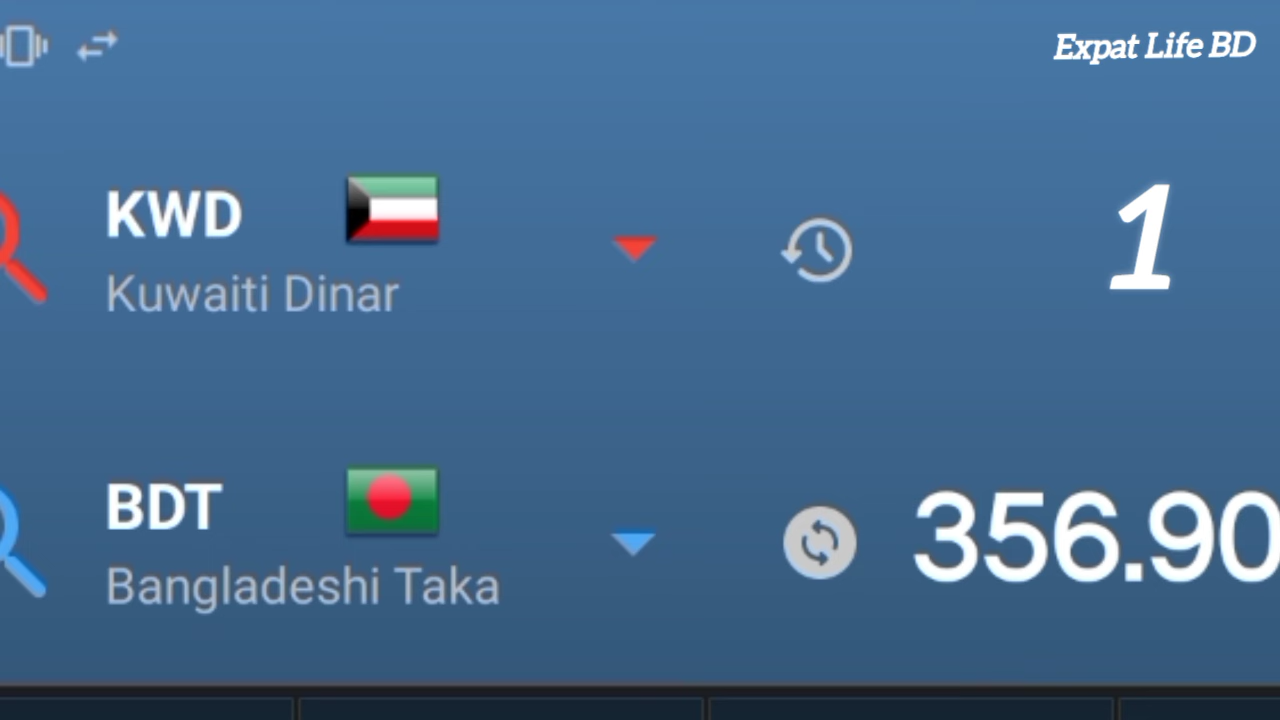 Expat Life BD
KWD
1
Kuwaiti Dinar
BDT
356.90
Bangladeshi Taka